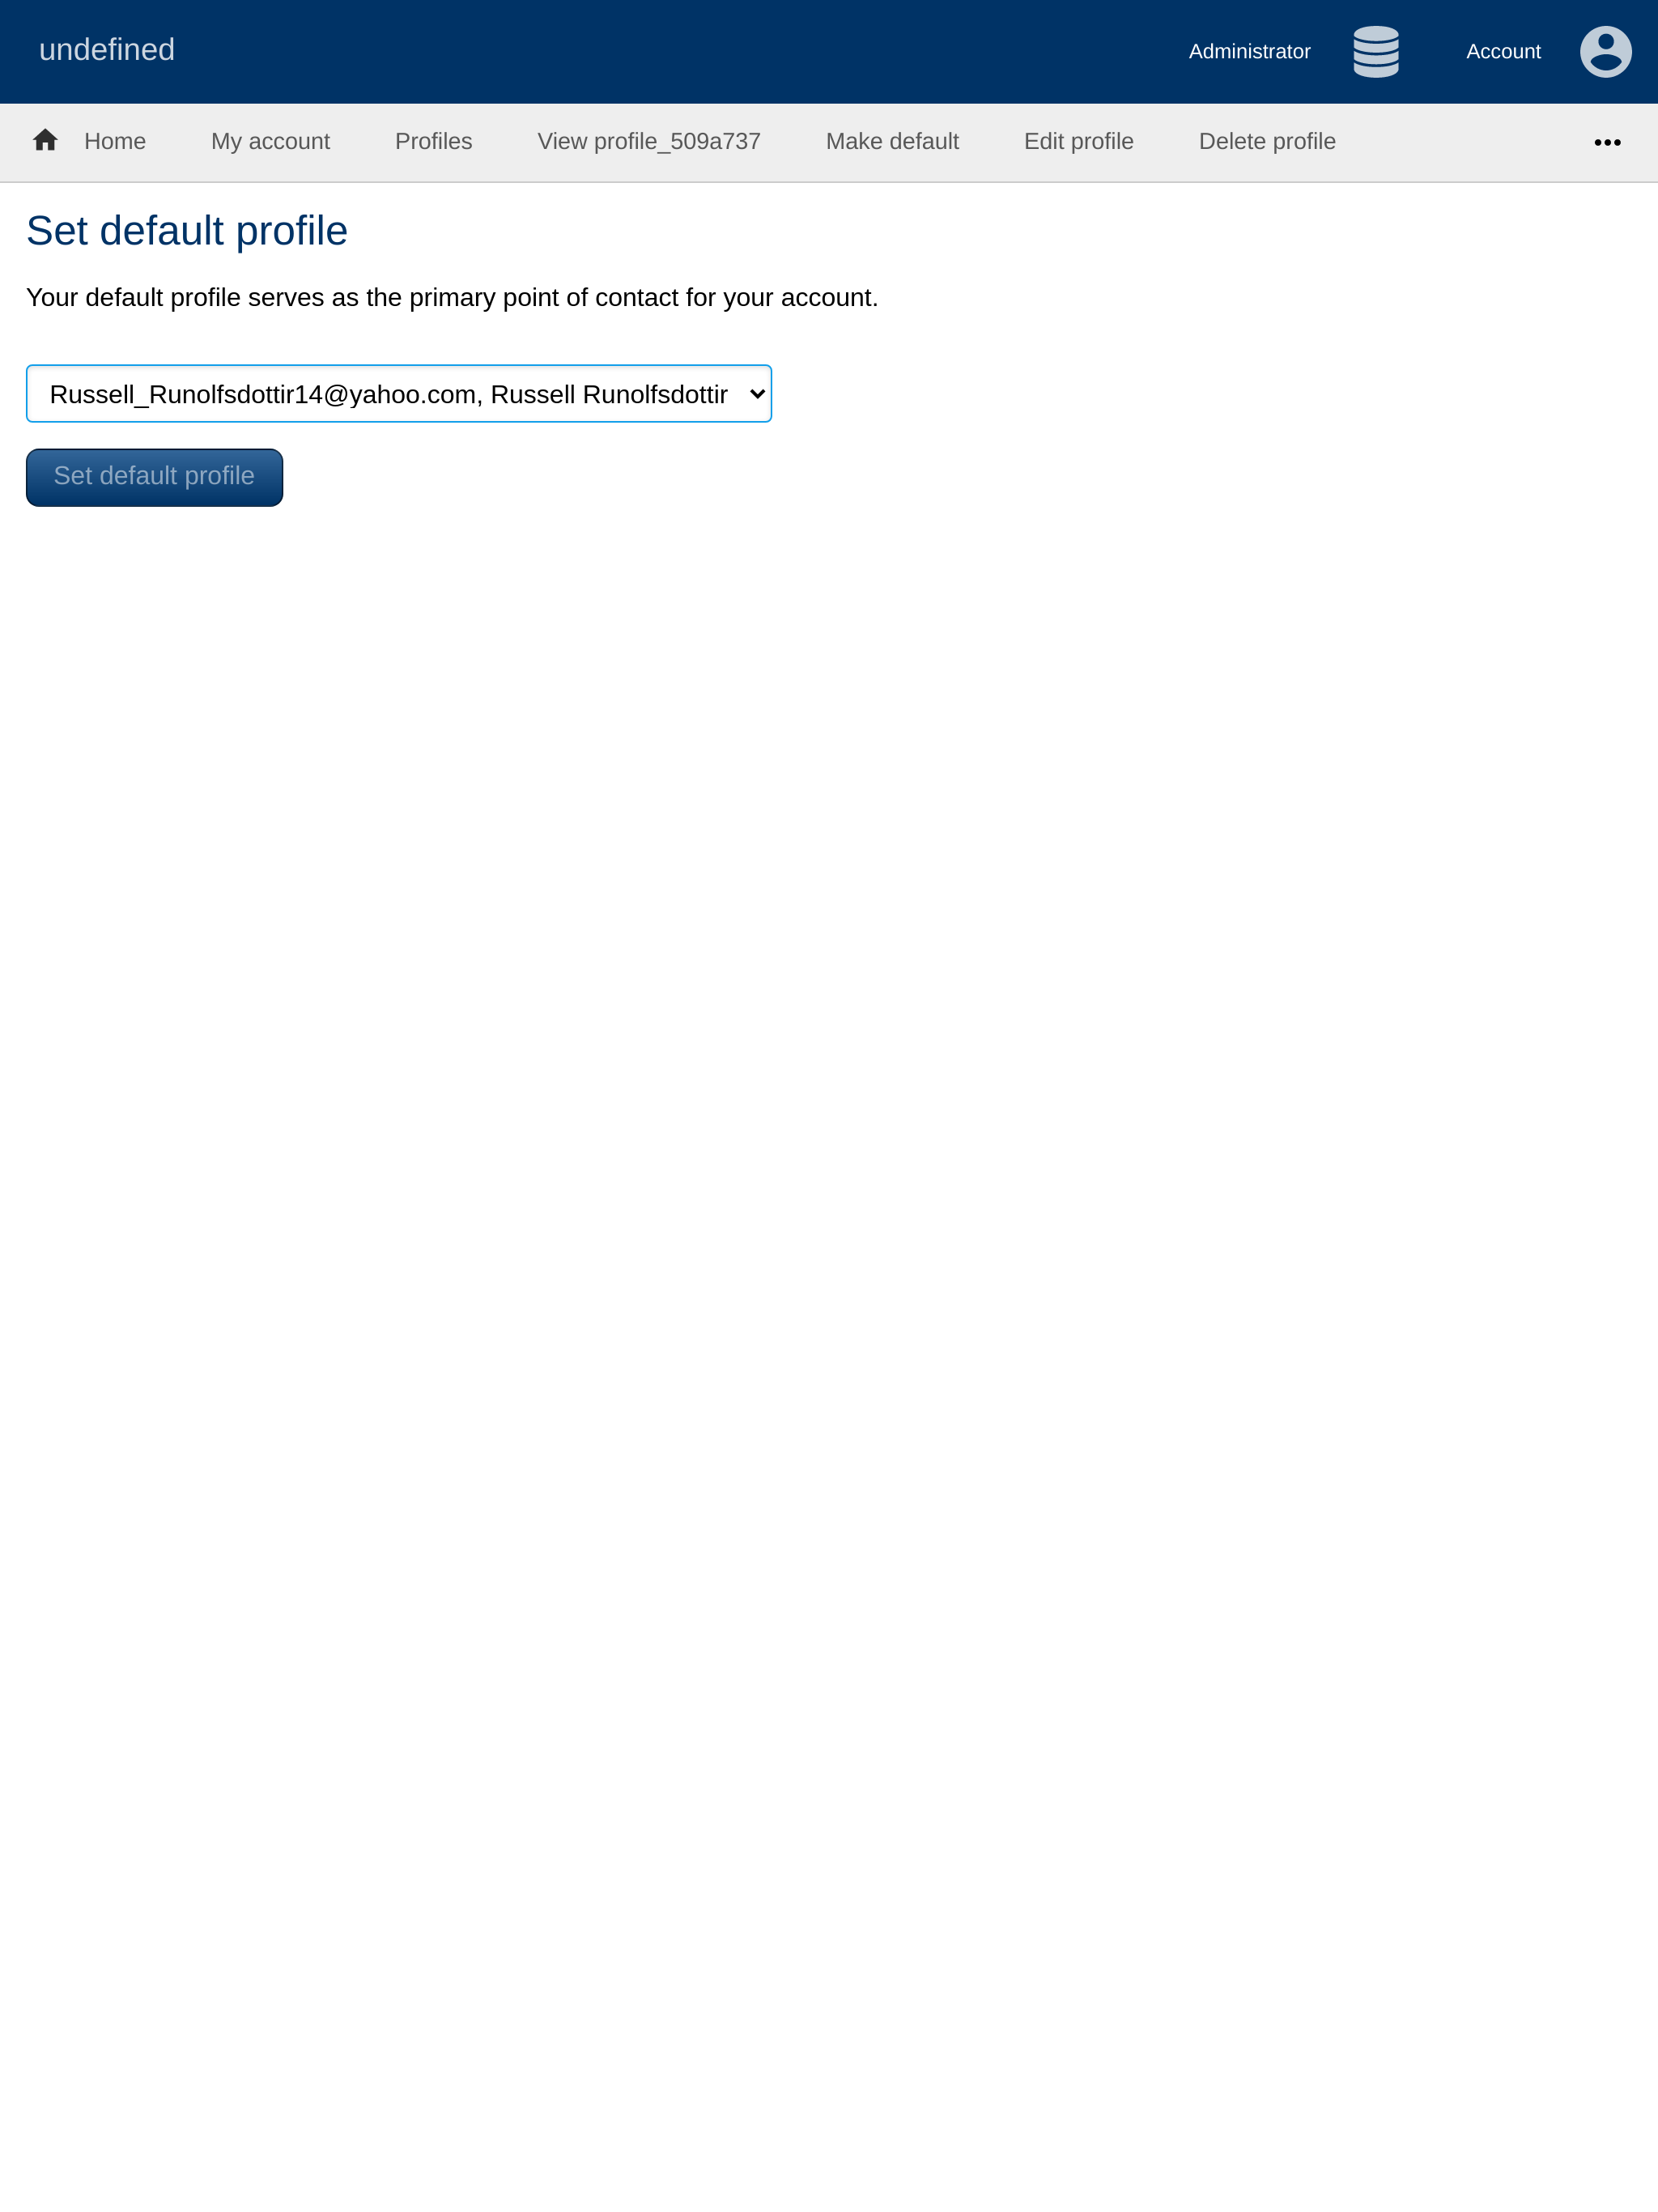 undefined
Administrator
Account
Home
My account
Profiles
View profile_509a737
Make default
Edit profile
Delete profile
Set default profile
Your default profile serves as the primary point of contact for your account.
Russell_Runolfsdottir14@yahoo.com, Russell Runolfsdottir
Set default profile